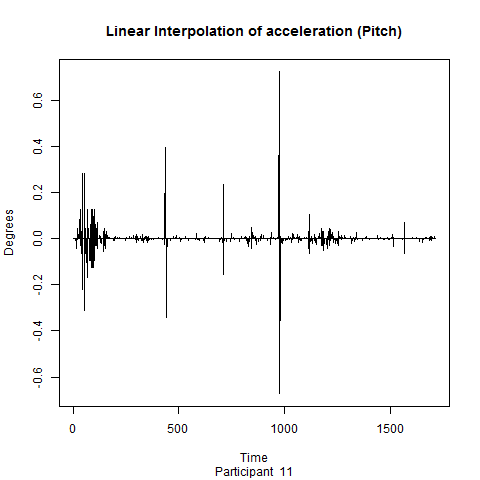 Linear Interpolation of acceleration (Pitch)
Degrees
0.6
0.4
0.2
0.0
-0.2
-0.4
-0.6
0 500 1000 1500
Time
Participant 11